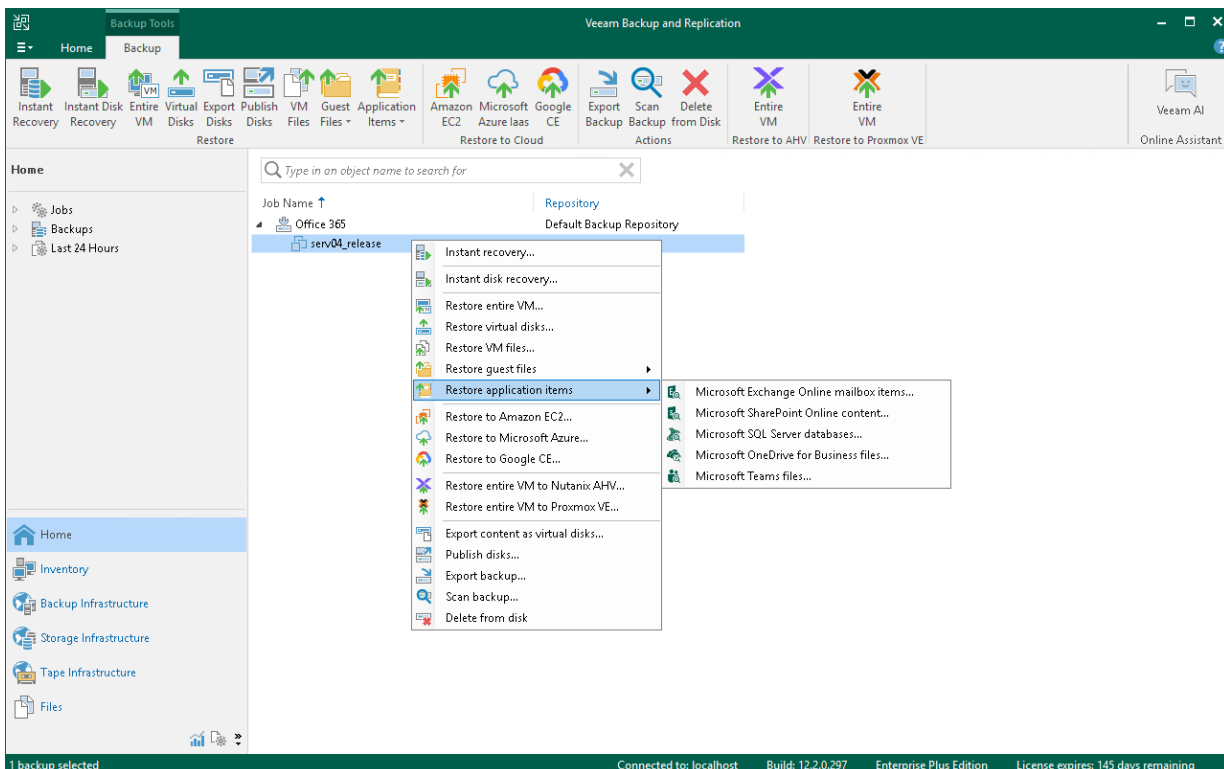 Backup Tools
Veeam Backup and Replication
Home
Backup
Instant Recovery
Instant Disk Recovery
Entire VM
Virtual Disks
Export Disks
Publish Disks
VM Files
Guest Files
Application Items
Amazon EC2
Microsoft Azure Iaas
Google CE
Export Backup
Scan Backup
Delete from Disk
Entire VM
Entire VM
Veeam AI
Restore
Restore to Cloud
Actions
Restore to AHV
Restore to Proxmox VE
Online Assistant
Home
Type in an object name to search for
Jobs
Backups
Last 24 Hours
Job Name
Repository
Office 365
Default Backup Repository
serv04_release
Instant recovery...
Instant disk recovery...
Restore entire VM...
Restore virtual disks...
Restore VM files...
Restore guest files
Restore application items
Restore to Amazon EC2...
Restore to Microsoft Azure...
Restore to Google CE...
Restore entire VM to Nutanix AHV...
Restore entire VM to Proxmox VE...
Export content as virtual disks...
Publish disks...
Export backup...
Scan backup...
Delete from disk
Microsoft Exchange Online mailbox items...
Microsoft SharePoint Online content...
Microsoft SQL Server databases...
Microsoft OneDrive for Business files...
Microsoft Teams files...
Home
Inventory
Backup Infrastructure
Storage Infrastructure
Tape Infrastructure
Files
1 backup selected
Connected to: localhost
Build: 12.2.0.297
Enterprise Plus Edition
License expires: 145 days remaining